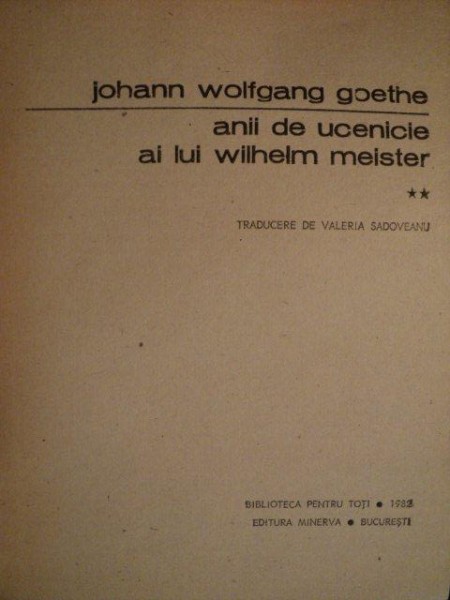 johann wolfgang goethe
anii de ucenicie
ai lui wilhelm meister
★★
TRADUCERE DE VALERIA SADOVEANU
BIBLIOTECA PENTRU TOȚI ● 
EDITURA MINERVA ● BUCUREȘTI